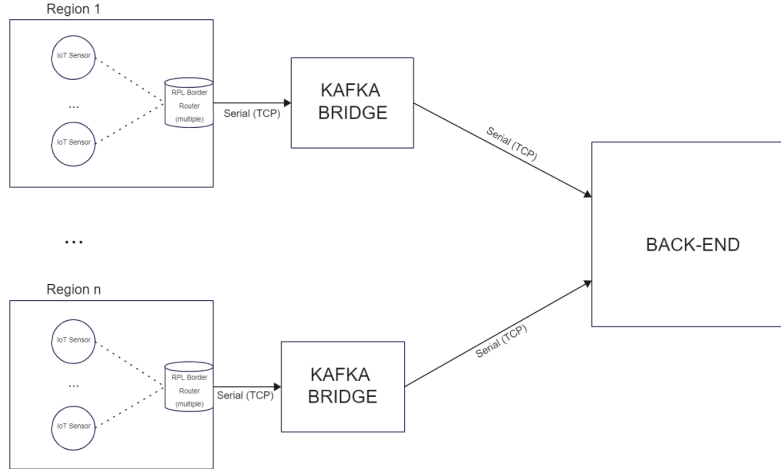 Region 1
IoT Sensor
...
IoT Sensor
RPL Border
Router
(multiple)
Serial (TCP)
KAFKA
BRIDGE
Serial (TCP)
...
BACK-END
Region n
IoT Sensor
...
IoT Sensor
RPL Border
Router
(multiple)
Serial (TCP)
KAFKA
BRIDGE
Serial (TCP)